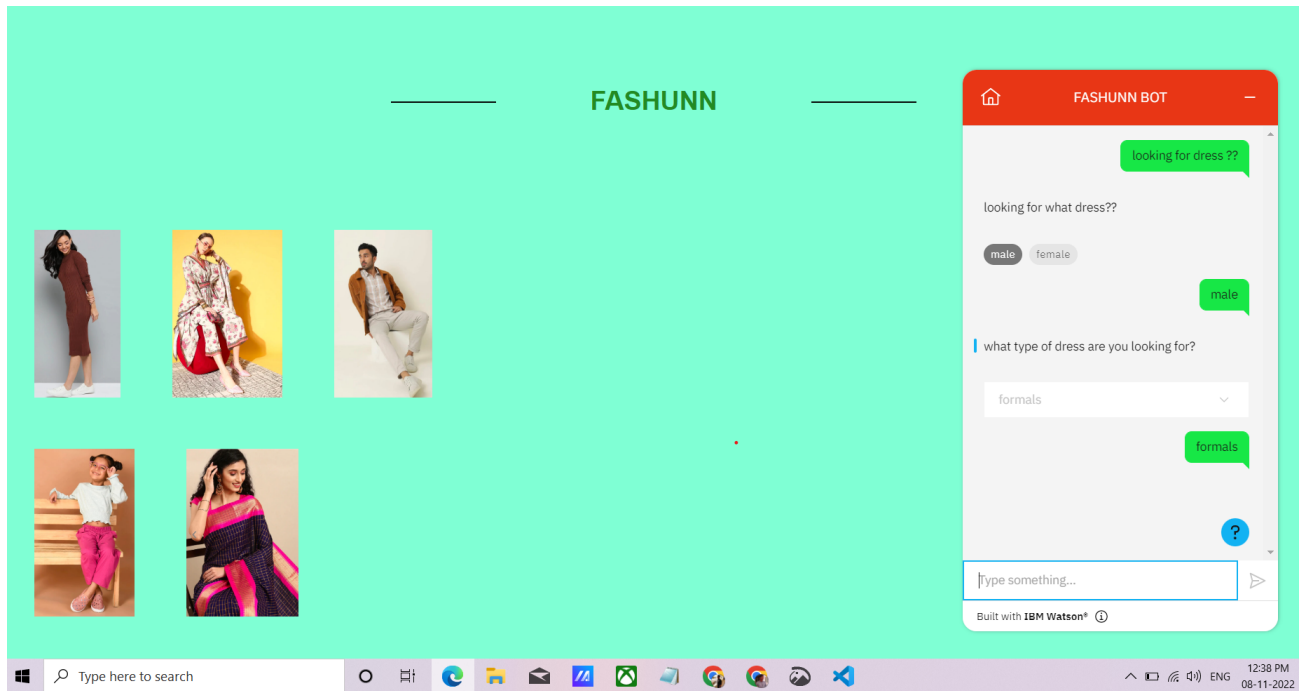 FASHUNN
FASHUNN BOT
looking for dress ??
looking for what dress??
male female
male
what type of dress are you looking for?
formals
formals
?
Type something...
Built with IBM Watson®
Type here to search
ENG
12:38 PM
08-11-2022